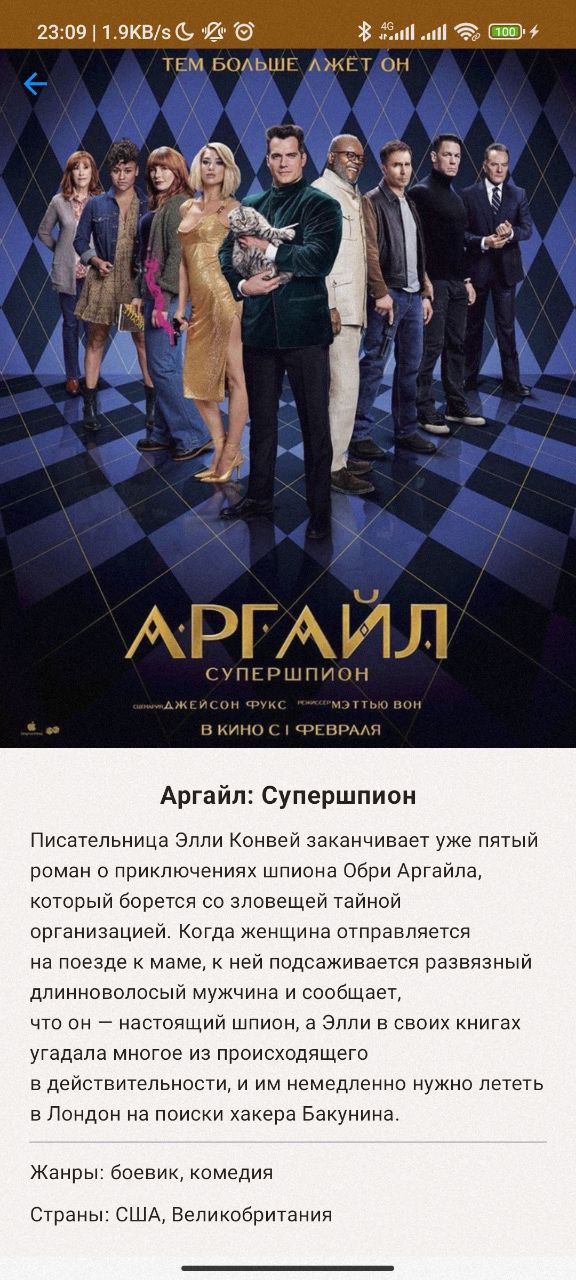 23:09 | 1.9KB/s
4G
100
ТЕМ БОЛЬШЕ ЛЖЁТ ОН
АРГАЙЛ
СУПЕРШПИОН
СЦЕНАРИЙ ДЖЕЙСОН ФУКС РЕЖИССЕР МЭТТЬЮ ВОН
В КИНО С 1 ФЕВРАЛЯ
Аргайл: Супершпион
Писательница Элли Конвей заканчивает уже пятый
роман о приключениях шпиона Обри Аргайла,
который борется со зловещей тайной
организацией. Когда женщина отправляется
на поезде к маме, к ней подсаживается развязный
длинноволосый мужчина и сообщает,
что он — настоящий шпион, а Элли в своих книгах
угадала многое из происходящего
в действительности, и им немедленно нужно лететь
в Лондон на поиски хакера Бакунина.
Жанры: боевик, комедия
Страны: США, Великобритания